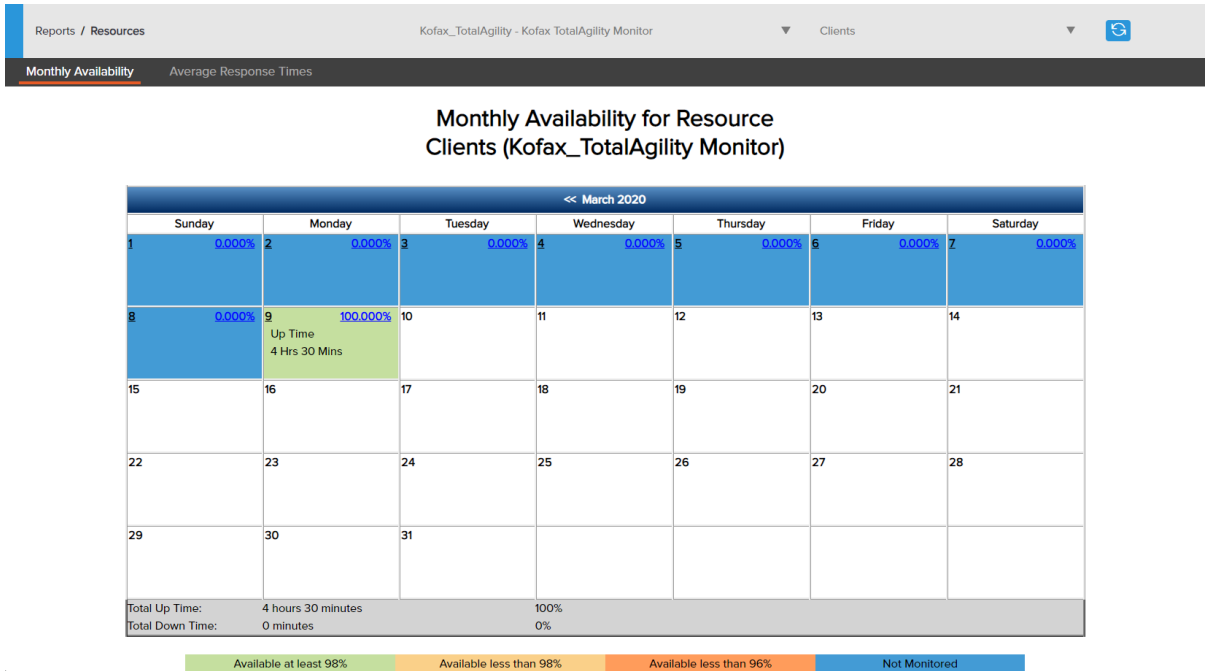 Reports / Resources Kofax_TotalAgility - Kofax TotalAgility Monitor ▼ Clients ▼
Monthly Availability Average Response Times
Monthly Availability for Resource
Clients (Kofax_TotalAgility Monitor)
<< March 2020
Sunday Monday Tuesday Wednesday Thursday Friday Saturday
1 0.000% 2 0.000% 3 0.000% 4 0.000% 5 0.000% 6 0.000% 7 0.000%
8 0.000% 9 100.000% 10 11 12 13 14
Up Time
4 Hrs 30 Mins
15 16 17 18 19 20 21
22 23 24 25 26 27 28
29 30 31
Total Up Time: 4 hours 30 minutes 100%
Total Down Time: 0 minutes 0%
Available at least 98% Available less than 98% Available less than 96% Not Monitored